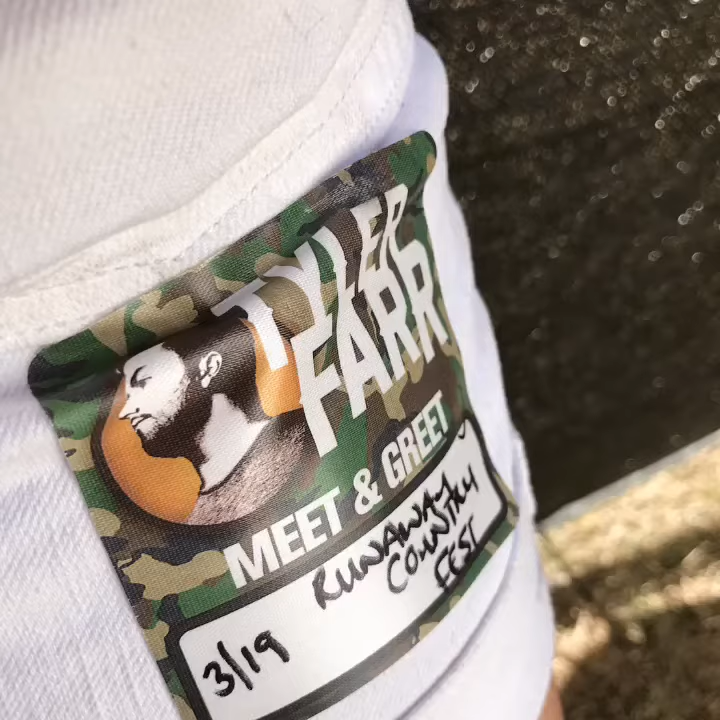 TYLER
FARR
MEET & GREET
RUNAWAY
COUNTRY
FEST
3/19